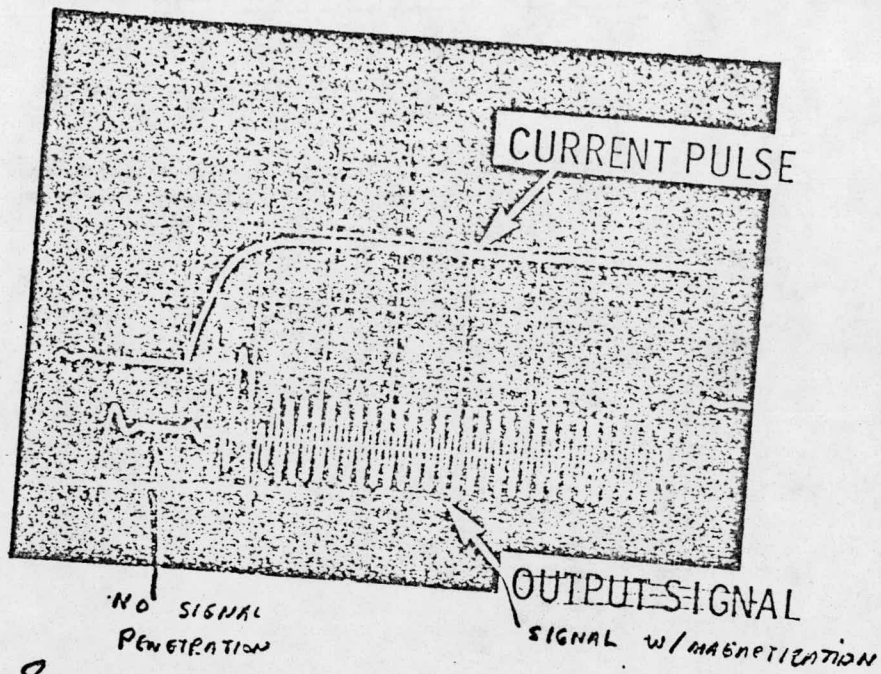 CURRENT PULSE
OUTPUT SIGNAL
NO SIGNAL
PENETRATION
SIGNAL W/ MAGNETIZATION